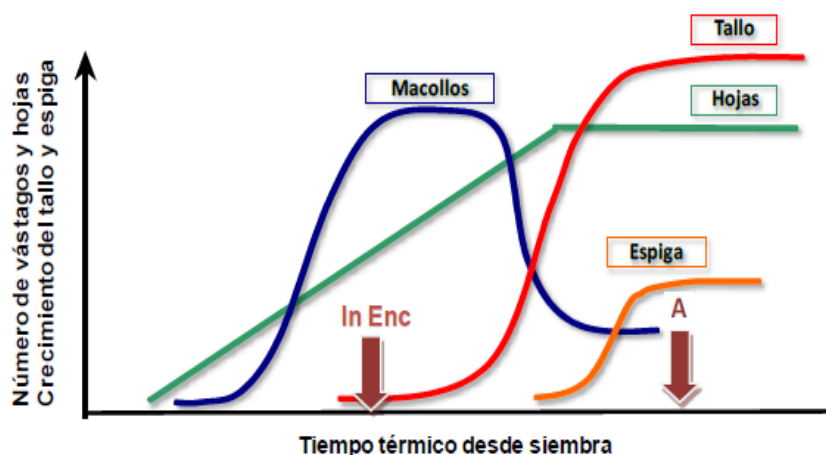 Tallo
Macollos
Hojas
Número de vástagos y hojas
Crecimiento del tallo y espiga
Espiga
In Enc
A
Tiempo térmico desde siembra